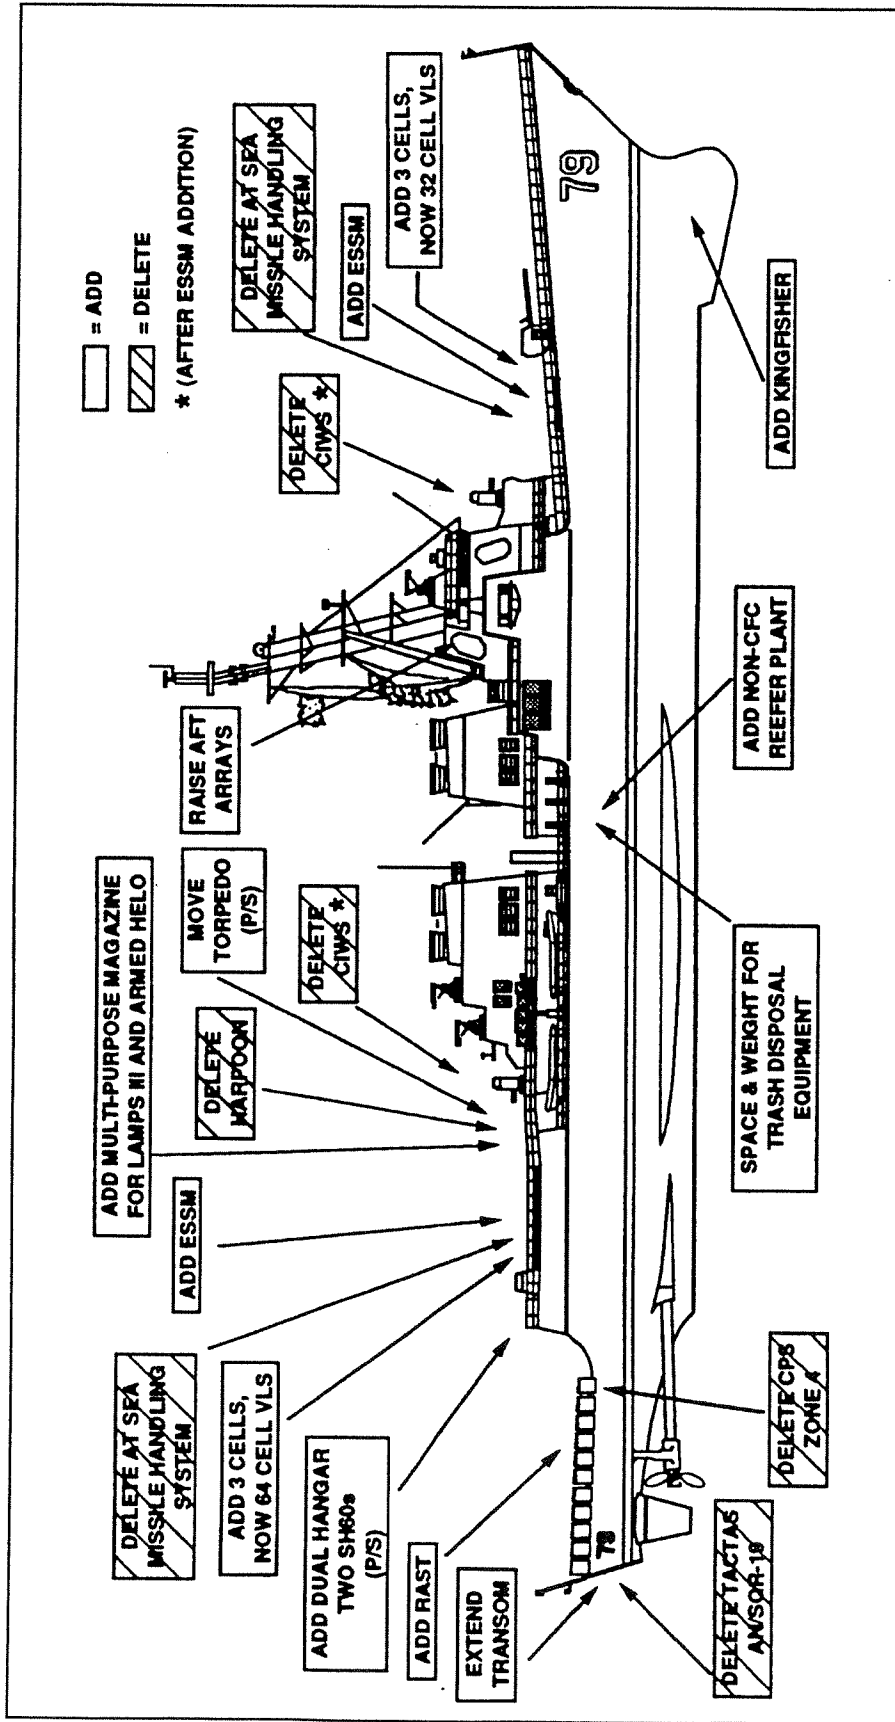 = ADD
= DELETE
* (AFTER ESSM ADDITION)
ADD MULTI-PURPOSE MAGAZINE
FOR LAMPS III AND ARMED HELO
DELETE AT SEA
MISSILE HANDLING
SYSTEM
ADD 3 CELLS,
NOW 64 CELL VLS
ADD ESSM
DELETE
HARPOON
MOVE
TORPEDO
(P/S)
RAISE AFT
ARRAYS
DELETE
CIWS *
DELETE AT SEA
MISSILE HANDLING
SYSTEM
ADD ESSM
ADD 3 CELLS,
NOW 32 CELL VLS
ADD DUAL HANGAR
TWO SH60s
(P/S)
ADD RAST
EXTEND
TRANSOM
DELETE
CIWS *
79
79
DELETE TACTAS
AN/SQR-19
DELETE CPS
ZONE 4
SPACE & WEIGHT FOR
TRASH DISPOSAL
EQUIPMENT
ADD NON-CFC
REEFER PLANT
ADD KINGFISHER